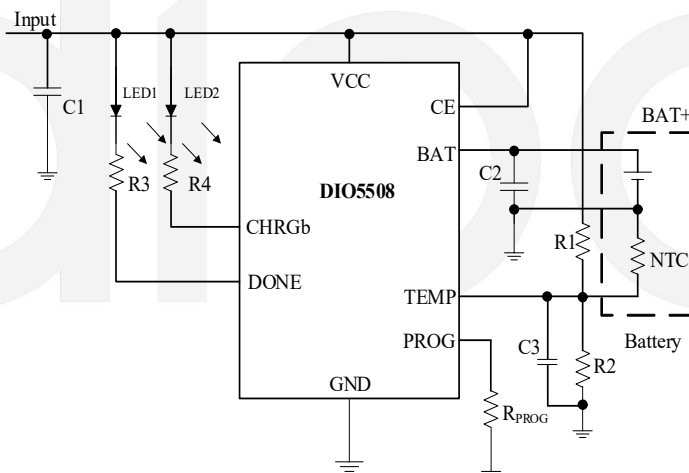 Input
VCC
C1
LED1
LED2
CE
BAT+
BAT
C2
R3
R4
DIO5508
CHRGb
R1
NTC
DONE
TEMP
PROG
C3
R2
Battery
GND
RPROG